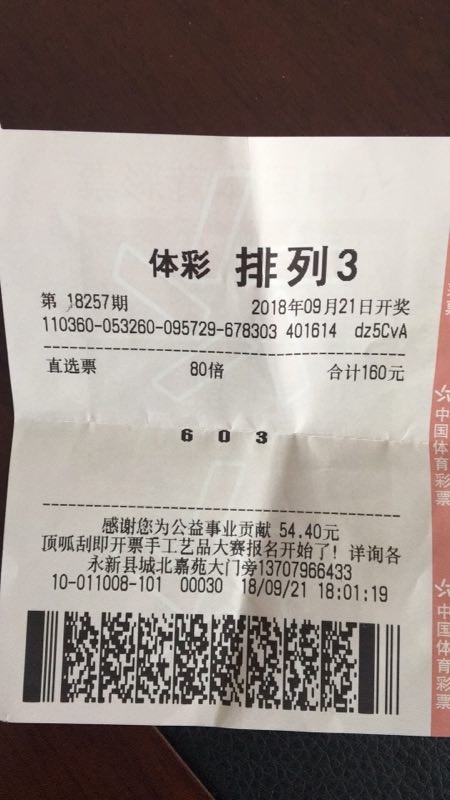 体彩 排列3
第 18257期 2018年09月21日开奖
110360-053260-095729-678303 401614 dz5CvA
直选票 80倍 合计160元
6 0 3
感谢您为公益事业贡献 54.40元
顶呱刮即开票手工艺品大赛报名开始了！详询各
永新县城北嘉苑大门旁13707966433
10-011008-101 00030 18/09/21 18:01:19
中国体育彩票
中国体育彩票